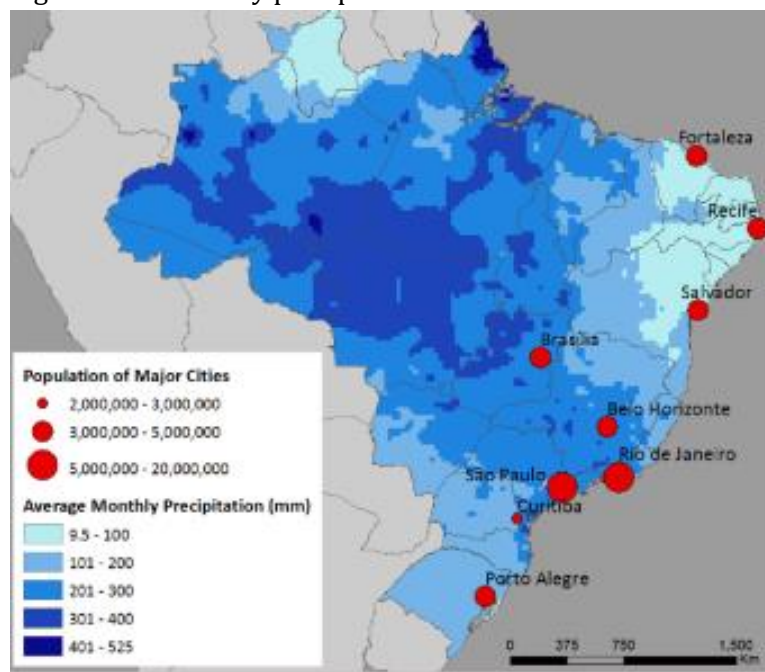 Fortaleza
Recife
Salvador
Brasília
Belo Horizonte
Rio de Janeiro
São Paulo
Curitiba
Porto Alegre
Population of Major Cities
2,000,000 - 3,000,000
3,000,000 - 5,000,000
5,000,000 - 20,000,000
Average Monthly Precipitation (mm)
9.5 - 100
101 - 200
201 - 300
301 - 400
401 - 525
0 375 750 1,500
Km